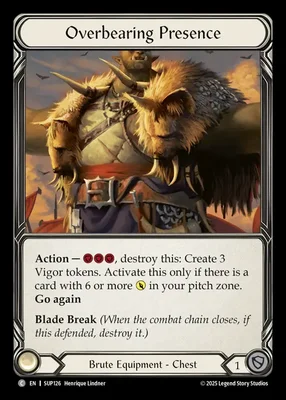 Overbearing Presence
Action — , destroy this: Create 3
Vigor tokens. Activate this only if there is a
card with 6 or more in your pitch zone.
Go again
Blade Break (When the combat chain closes, if
this defended, destroy it.)
Brute Equipment - Chest
1
C EN | SUP126 Henrique Lindner
© 2025 Legend Story Studios